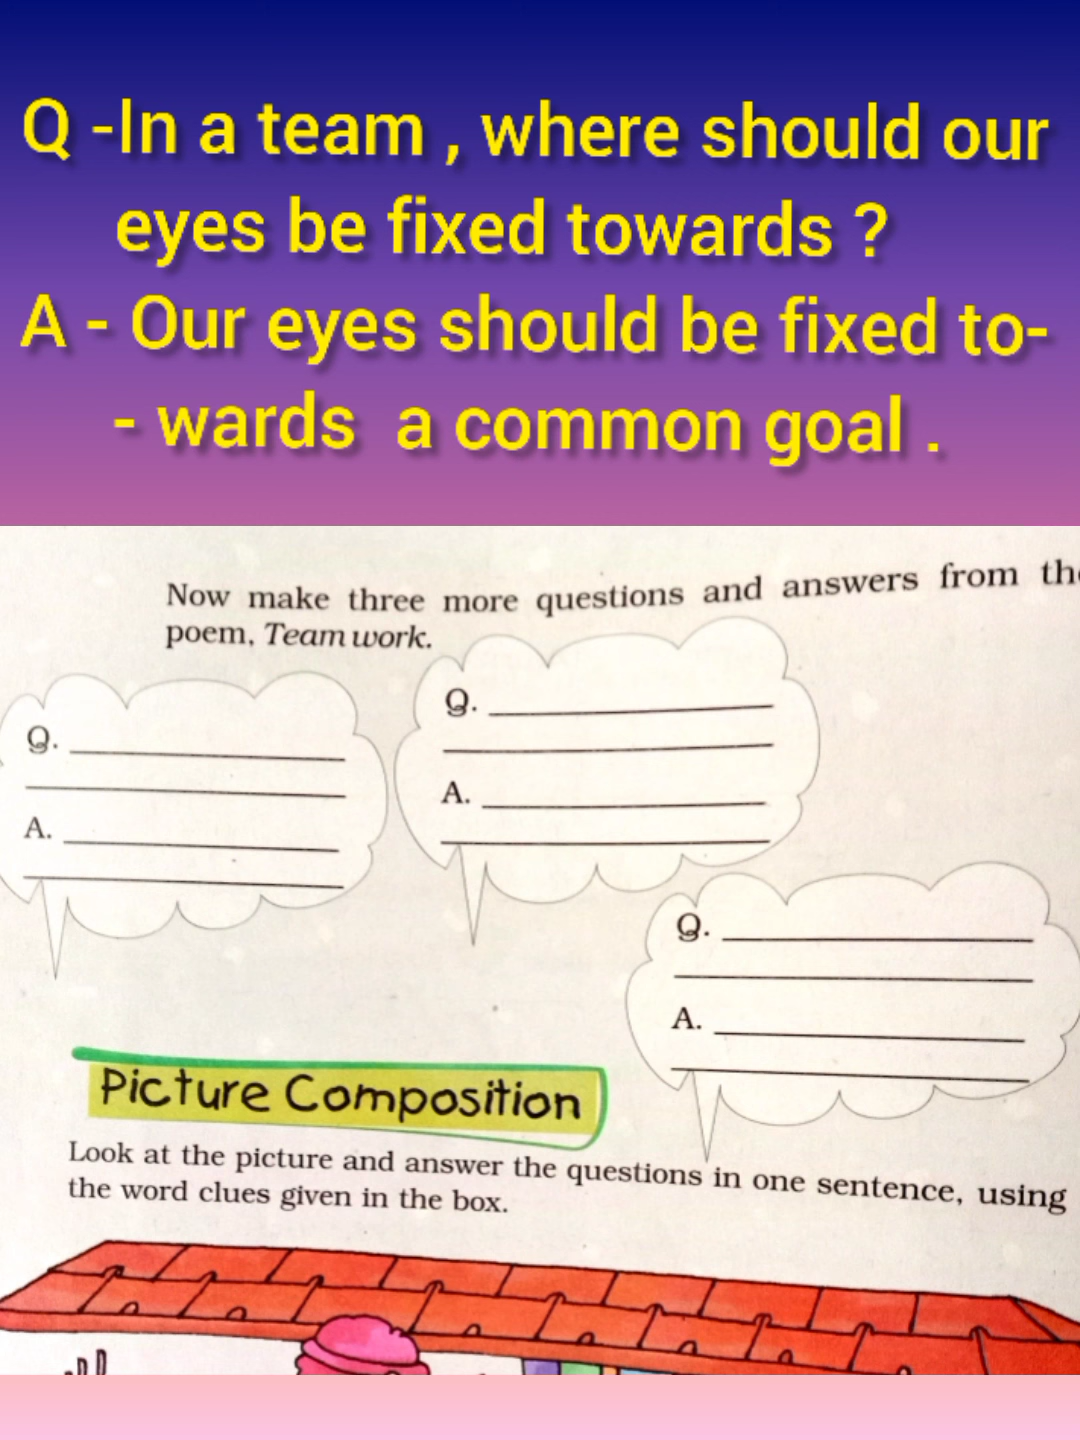 Q -In a team , where should our
eyes be fixed towards ?
A - Our eyes should be fixed to-
- wards a common goal .
Now make three more questions and answers from the
poem, Team work.
Q.
A.
Q.
A.
Q.
A.
Picture Composition
Look at the picture and answer the questions in one sentence, using
the word clues given in the box.